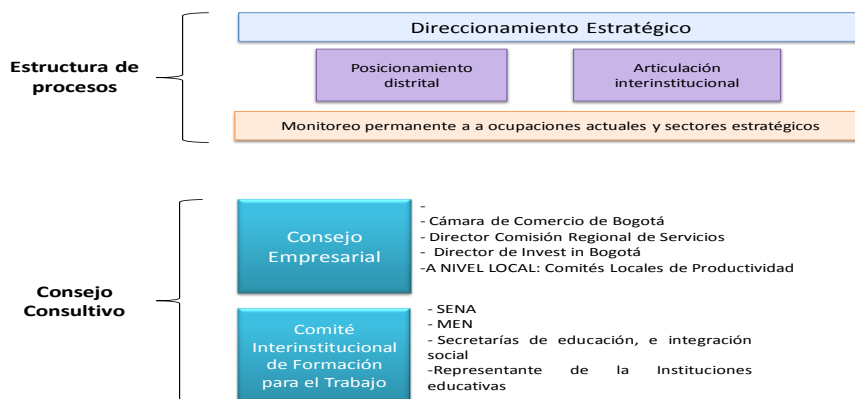 Direccionamiento Estratégico
Estructura de
procesos
Posicionamiento
distrital
Articulación
interinstitucional
Monitoreo permanente a a ocupaciones actuales y sectores estratégicos
Consejo
Consultivo
Consejo
Empresarial
-
- Cámara de Comercio de Bogotá
- Director Comisión Regional de Servicios
- Director de Invest in Bogotá
-A NIVEL LOCAL: Comités Locales de Productividad
Comité
Interinstitucional
de Formación
para el Trabajo
- SENA
- MEN
- Secretarías de educación, e integración
social
-Representante de la Instituciones
educativas